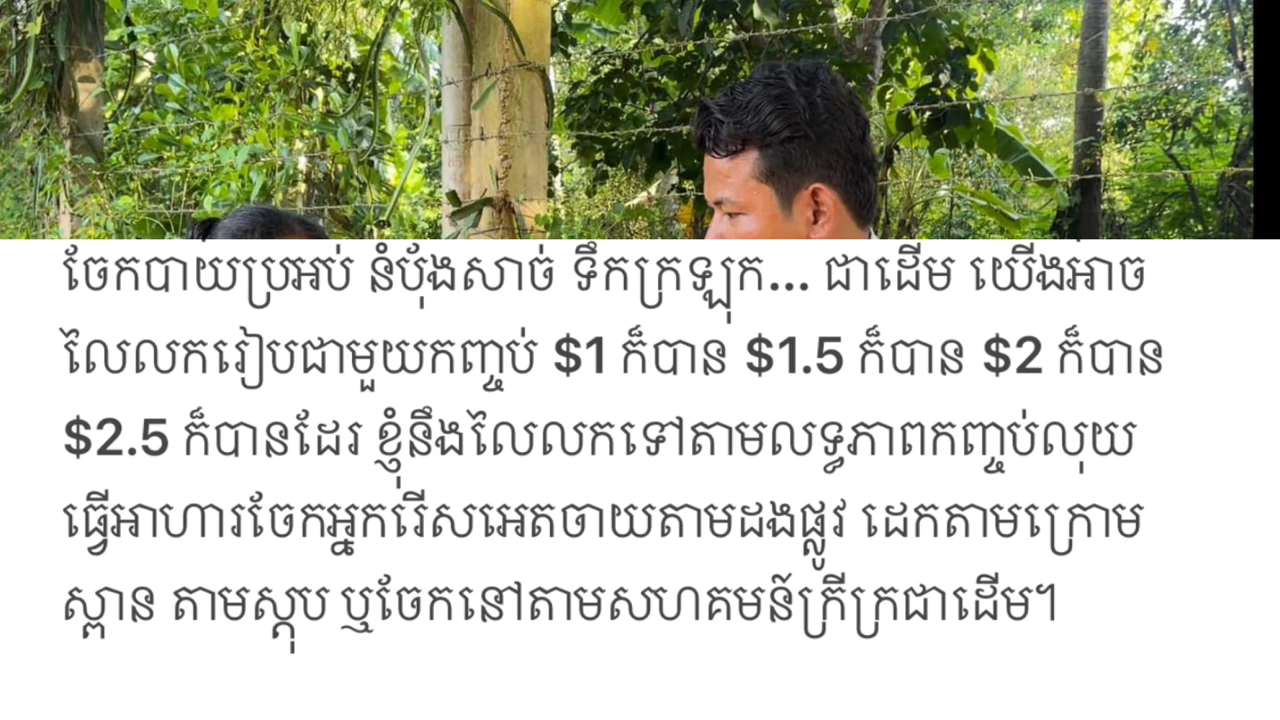 ចែកបាយប្រអប់ នំប័ុងសាច់ ទឹកក្រឡុក... ជាដើម យើងអាច
លៃលករៀបជាមួយកញ្ចប់ $1 ក៏បាន $1.5 ក៏បាន $2 ក៏បាន
$2.5 ក៏បានដែរ ខ្ញុំនឹងលៃលកទៅតាមលទ្ធភាពកញ្ចប់លុយ
ធ្វើអាហារចែកអ្នករើសអេតចាយតាមដងផ្លូវ ដេកតាមក្រោម
ស្ពាន តាមស្តុប ឬចែកនៅតាមសហគមន៍ក្រីក្រជាដើម។